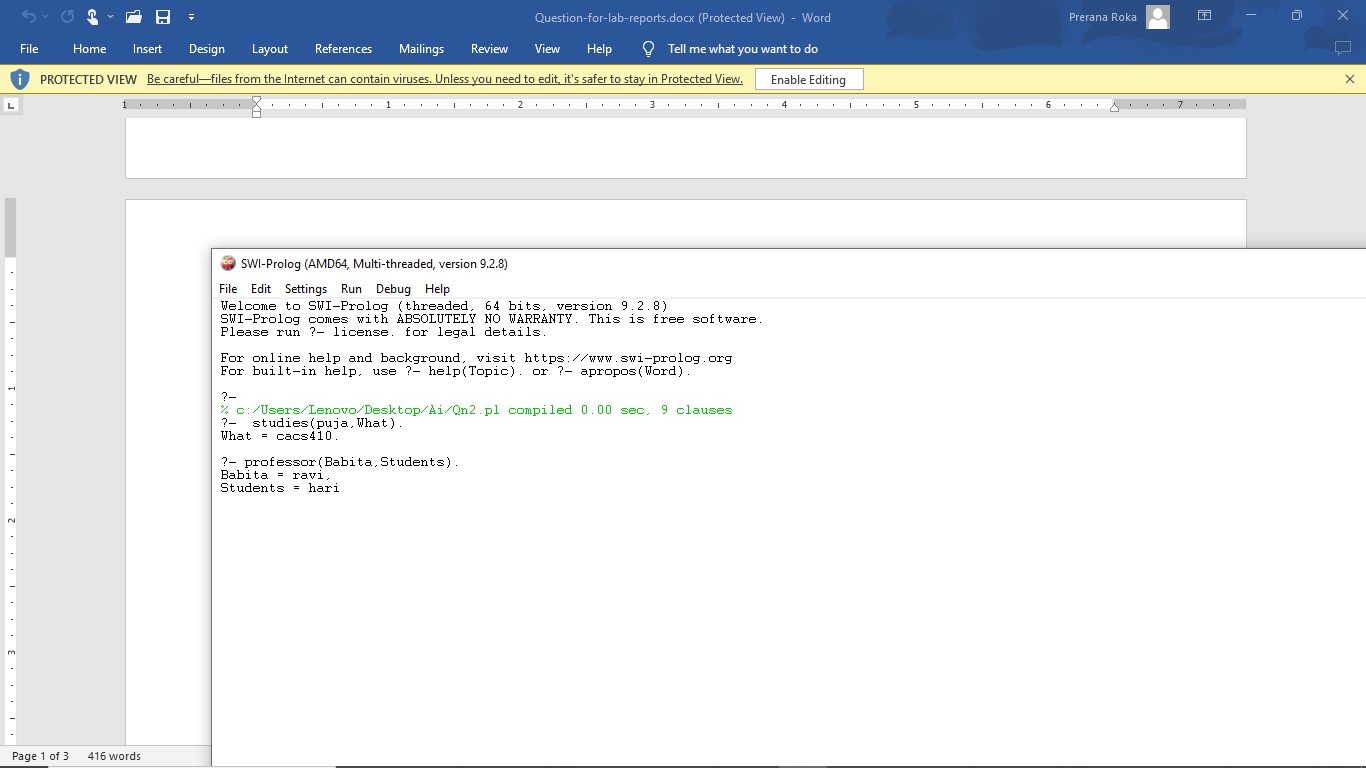 Question-for-lab-reports.docx (Protected View) - Word
Prerana Roka
File Home Insert Design Layout References Mailings Review View Help Tell me what you want to do
PROTECTED VIEW Be careful—files from the Internet can contain viruses. Unless you need to edit, it's safer to stay in Protected View. Enable Editing
1 1 2 3 4 5 6 7
SWI-Prolog (AMD64, Multi-threaded, version 9.2.8)
File Edit Settings Run Debug Help
Welcome to SWI-Prolog (threaded, 64 bits, version 9.2.8)
SWI-Prolog comes with ABSOLUTELY NO WARRANTY. This is free software.
Please run ?- license. for legal details.
For online help and background, visit https://www.swi-prolog.org
For built-in help, use ?- help(Topic). or ?- apropos(Word).
?-
% c:/Users/Lenovo/Desktop/Ai/Qn2.pl compiled 0.00 sec, 9 clauses
?-  studies(puja,What).
What = cacs410.
?- professor(Babita,Students).
Babita = ravi,
Students = hari
1
2
3
Page 1 of 3 416 words